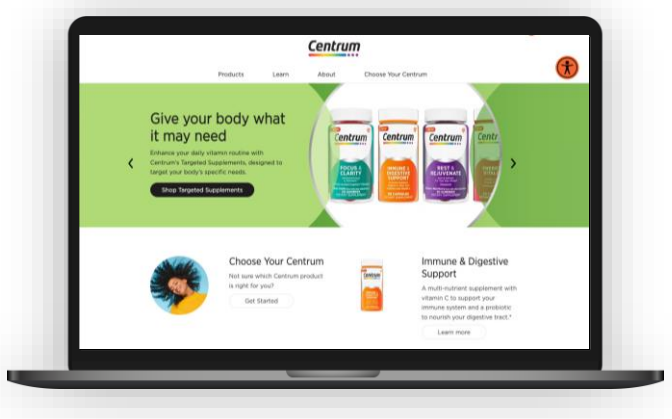 Centrum
Products Learn About Choose Your Centrum
Give your body what
it may need
Enhance your daily vitamin routine with
Centrum's Targeted Supplements, designed to
target your body's specific needs.
Shop Targeted Supplements
Centrum
FOCUS &
CLARITY
Centrum
IMMUNE &
DIGESTIVE
SUPPORT
Centrum
REST &
REJUVENATE
Choose Your Centrum
Not sure which Centrum product
is right for you?
Get Started
Centrum
Immune & Digestive
Support
A multi-nutrient supplement with
vitamin C to support your
immune system and a probiotic
to nourish your digestive tract.*
Learn more